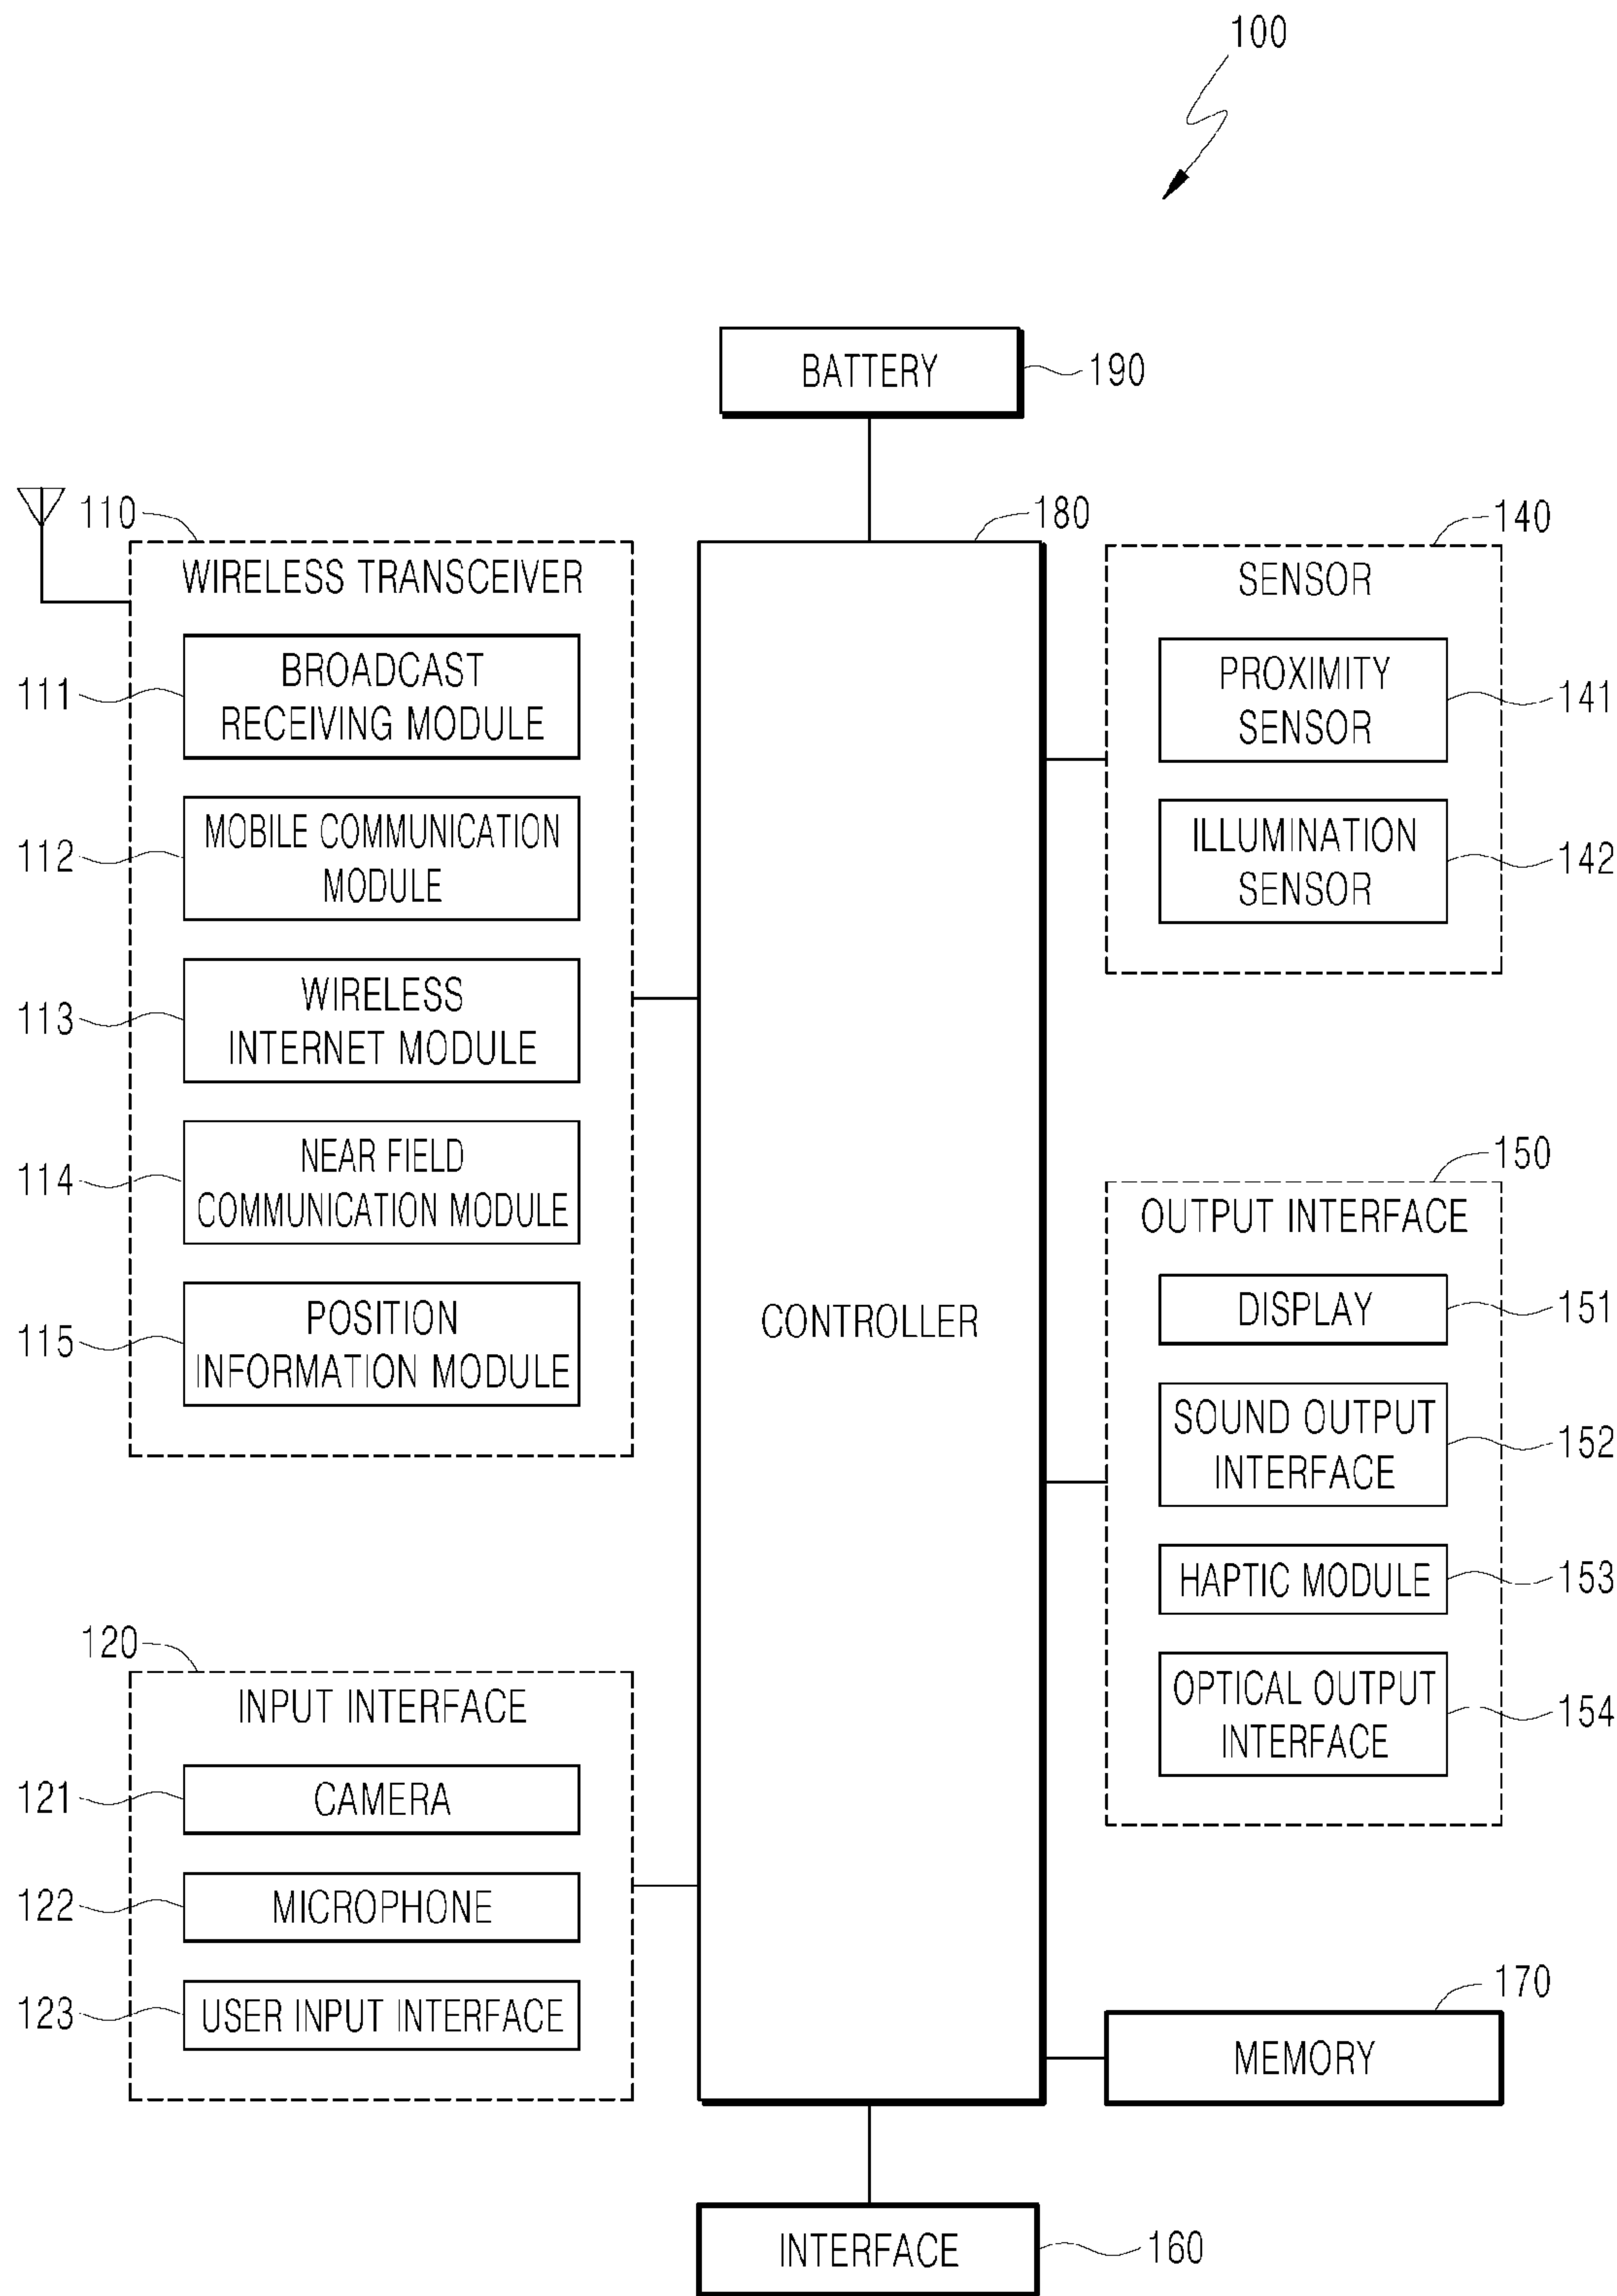 100
BATTERY
190
110
WIRELESS TRANSCEIVER
111
BROADCAST
RECEIVING MODULE
112
MOBILE COMMUNICATION
MODULE
113
WIRELESS
INTERNET MODULE
114
NEAR FIELD
COMMUNICATION MODULE
115
POSITION
INFORMATION MODULE
120
INPUT INTERFACE
121
CAMERA
122
MICROPHONE
123
USER INPUT INTERFACE
180
CONTROLLER
140
SENSOR
PROXIMITY
SENSOR
141
ILLUMINATION
SENSOR
142
150
OUTPUT INTERFACE
DISPLAY
151
SOUND OUTPUT
INTERFACE
152
HAPTIC MODULE
153
OPTICAL OUTPUT
INTERFACE
154
170
MEMORY
INTERFACE
160